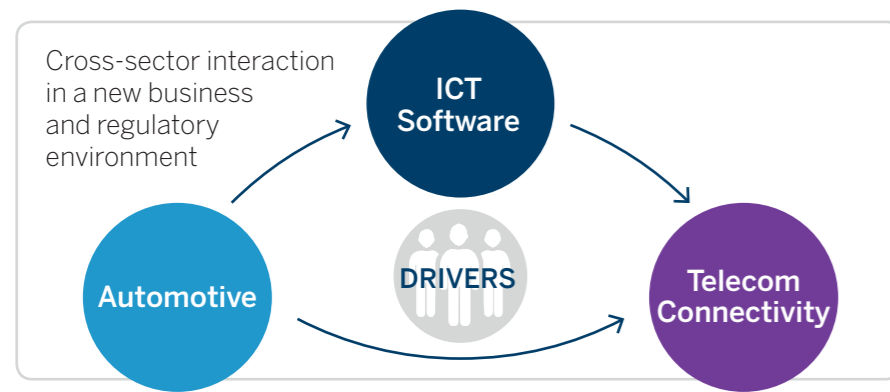 Cross-sector interaction
in a new business
and regulatory
environment
ICT
Software
DRIVERS
Automotive
Telecom
Connectivity